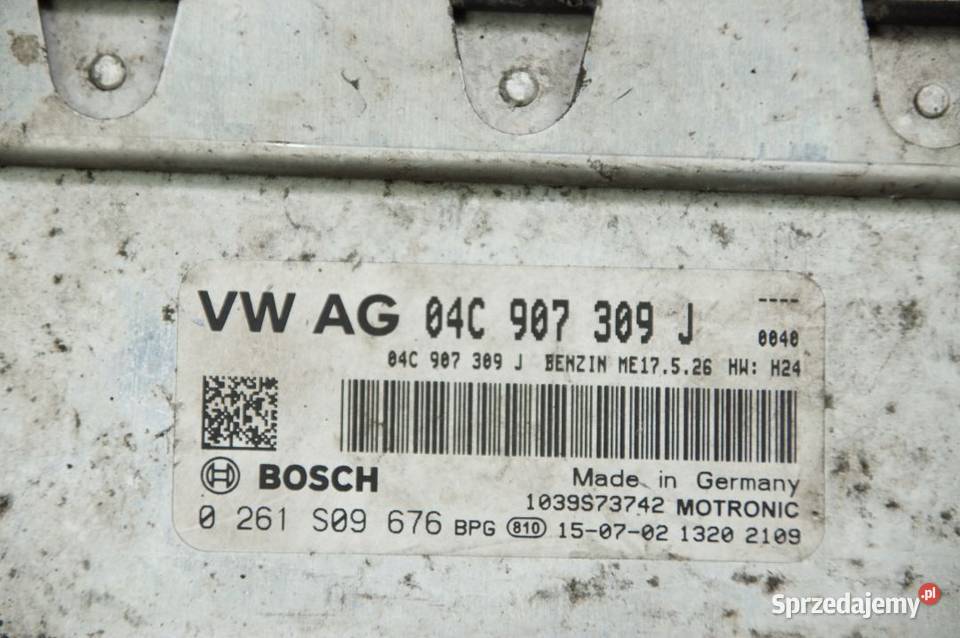 VW AG 04C 907 309 J ----
0040
04C 907 309 J BENZIN ME17.5.26 HW: H24
BOSCH Made in Germany
1039S73742 MOTRONIC
0 261 S09 676 BPG 810 15-07-02 1320 2109
Sprzedajemy.pl